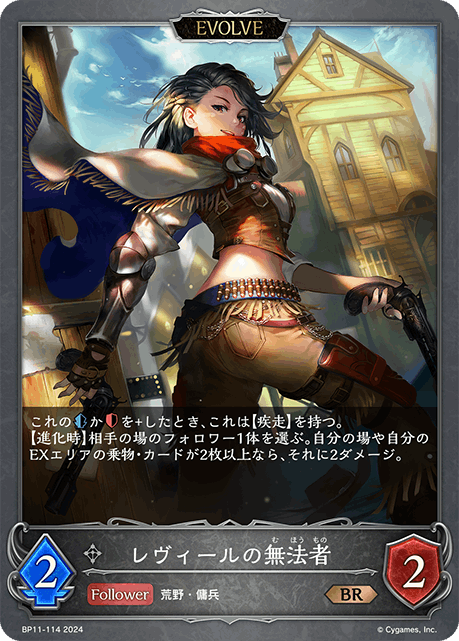 EVOLVE
これのか を+したとき、これは【疾走】を持つ。
【進化時】相手の場のフォロワー1体を選ぶ。自分の場や自分の
EXエリアの乗物・カードが2枚以上なら、それに2ダメージ。
む ほう もの
レヴィールの無法者
2
Follower 荒野・傭兵
BR
2
BP11-114 2024
© Cygames, Inc.